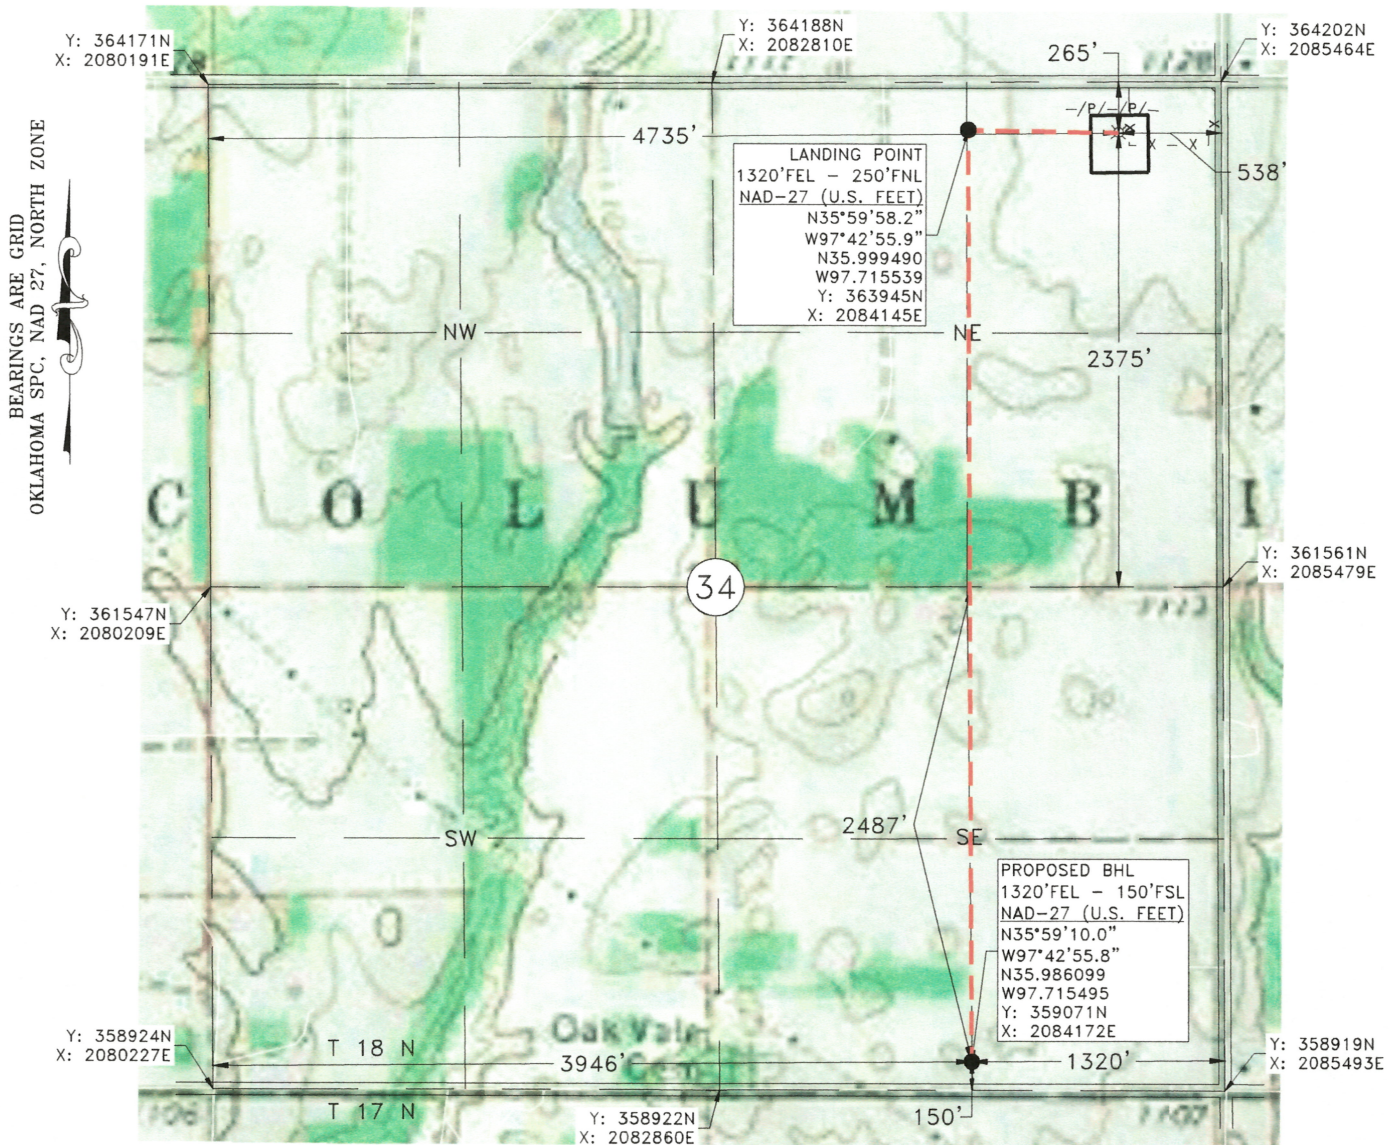 Y: 364171N
X: 2080191E
Y: 364188N
X: 2082810E
Y: 364202N
X: 2085464E
265'
4735'
538'
BEARINGS ARE GRID
OKLAHOMA SPC, NAD 27, NORTH ZONE
LANDING POINT
1320'FEL - 250'FNL
NAD-27 (U.S. FEET)
N35°59'58.2"
W97°42'55.9"
N35.999490
W97.715539
Y: 363945N
X: 2084145E
NW
NE
2375'
C O L U M B I
34
Y: 361561N
X: 2085479E
Y: 361547N
X: 2080209E
2487'
SW
SE
PROPOSED BHL
1320'FEL - 150'FSL
NAD-27 (U.S. FEET)
N35°59'10.0"
W97°42'55.8"
N35.986099
W97.715495
Y: 359071N
X: 2084172E
Oak Vale
Cem
Y: 358924N
X: 2080227E
T 18 N
3946'
1320'
Y: 358919N
X: 2085493E
T 17 N
Y: 358922N
X: 2082860E
150'